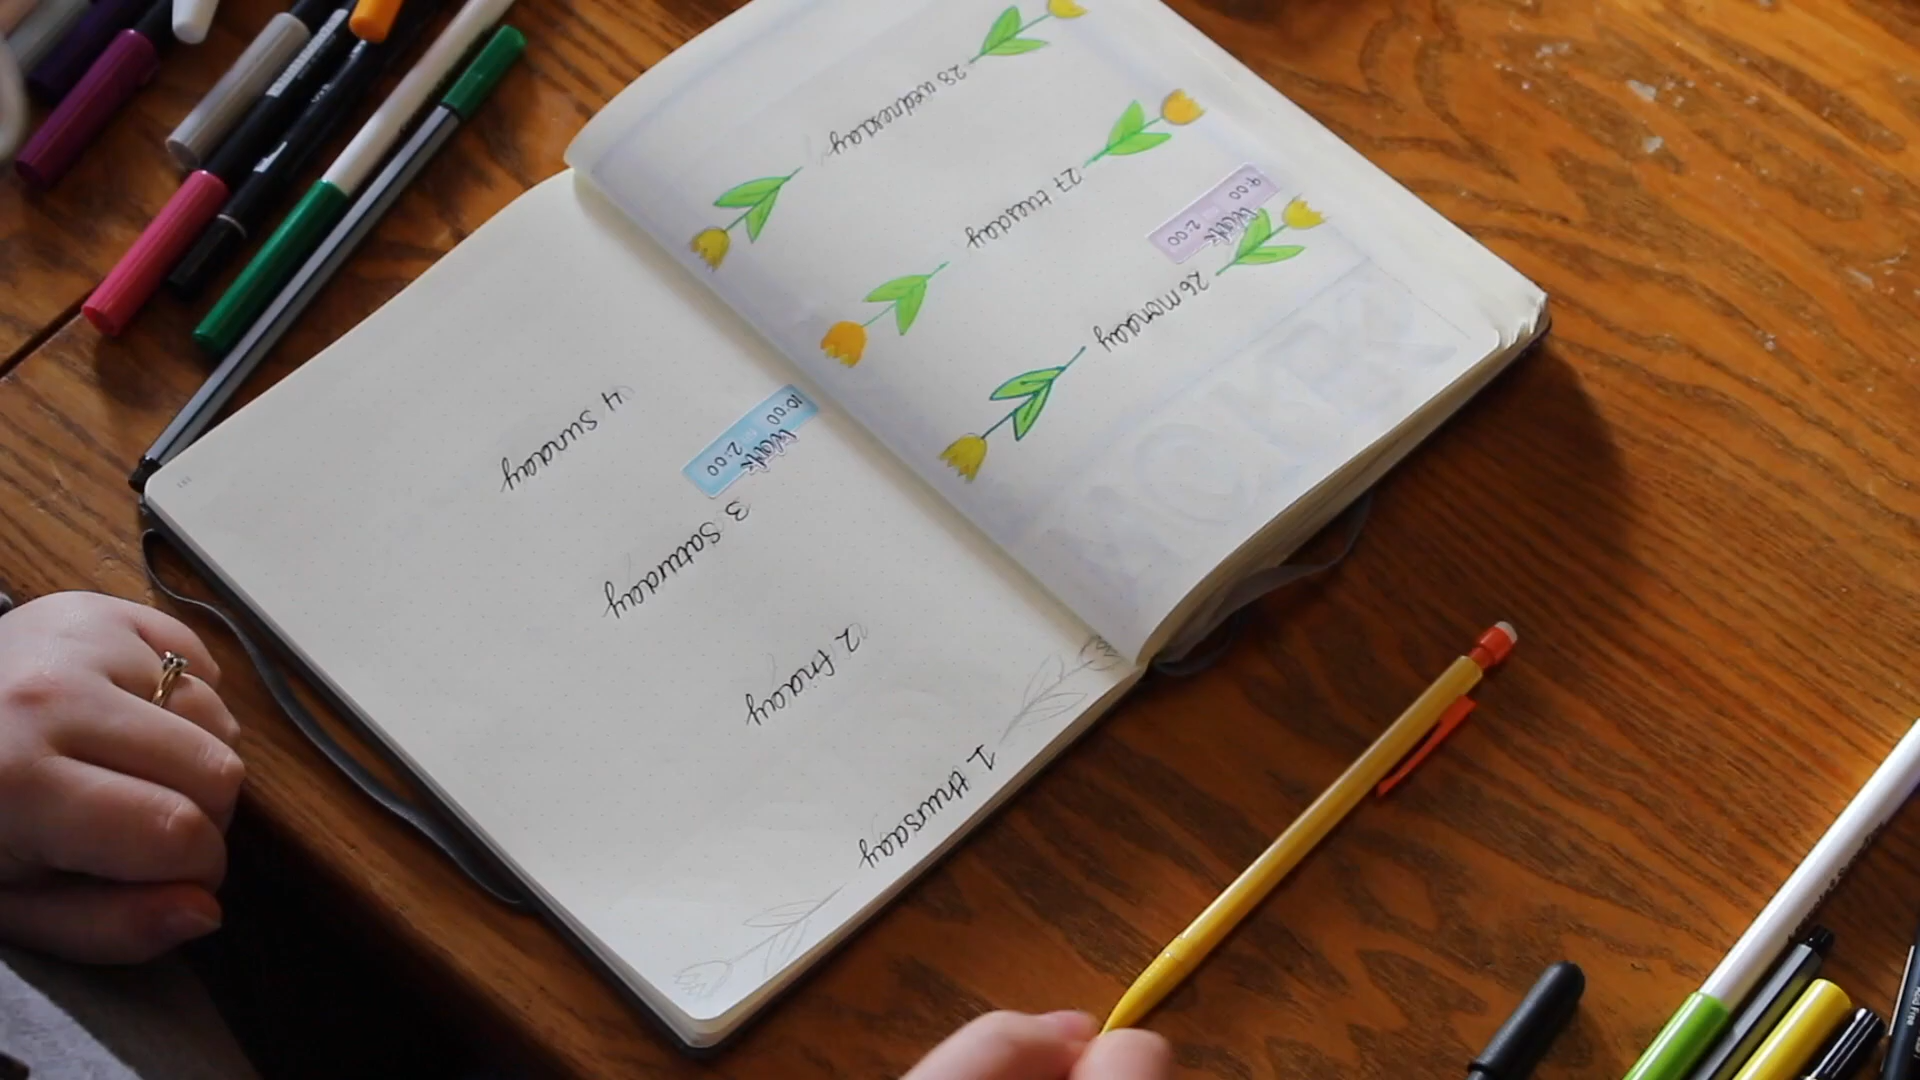 26 monday
9:00
Work
2:00
27 tuesday
28 wednesday
1 thursday
2 friday
3 Saturday
10:00
Work
2:00
4 Sunday